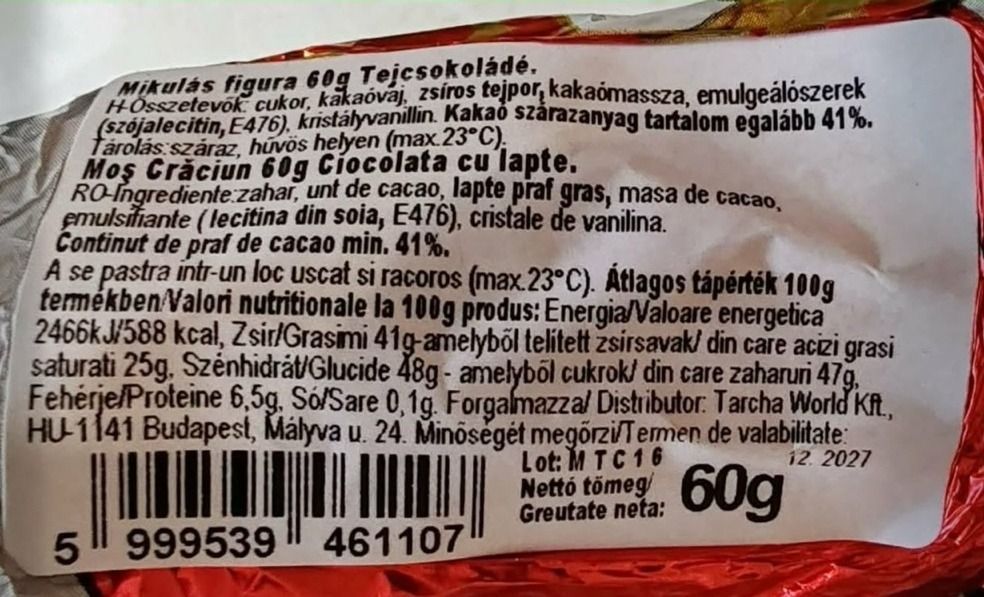 Mikulás figura 60g Tejcsokoládé.
H-Összetevők: cukor, kakaóvaj, zsíros tejpor, kakaómassza, emulgeálószerek
(szójalecitin, E476), kristályvanillin. Kakaó szárazanyag tartalom egalább 41%.
Tárolás: száraz, hűvös helyen (max.23°C).
Moş Crăciun 60g Ciocolata cu lapte.
RO-Ingrediente:zahar, unt de cacao, lapte praf gras, masa de cacao,
emulsifiante (lecitina din soia, E476), cristale de vanilina.
Continut de praf de cacao min. 41%.
A se pastra intr-un loc uscat si racoros (max.23°C). Átlagos tápérték 100g
termékben/Valori nutritionale la 100g produs: Energia/Valoare energetica
2466kJ/588 kcal, Zsir/Grasimi 41g-amelyből telített zsírsavak/ din care acizi grasi
saturati 25g, Szénhidrát/Glucide 48g - amelyből cukrok/ din care zaharuri 47g,
Fehérje/Proteine 6,5g, Só/Sare 0,1g. Forgalmazza/ Distributor: Tarcha World Kft.,
HU-1141 Budapest, Mályva u. 24. Minőségét megőrzi/Termen de valabilitate:
Lot: M T C 1 6 12. 2027
Nettó tömeg/
Greutate neta: 60g
5 999539 461107